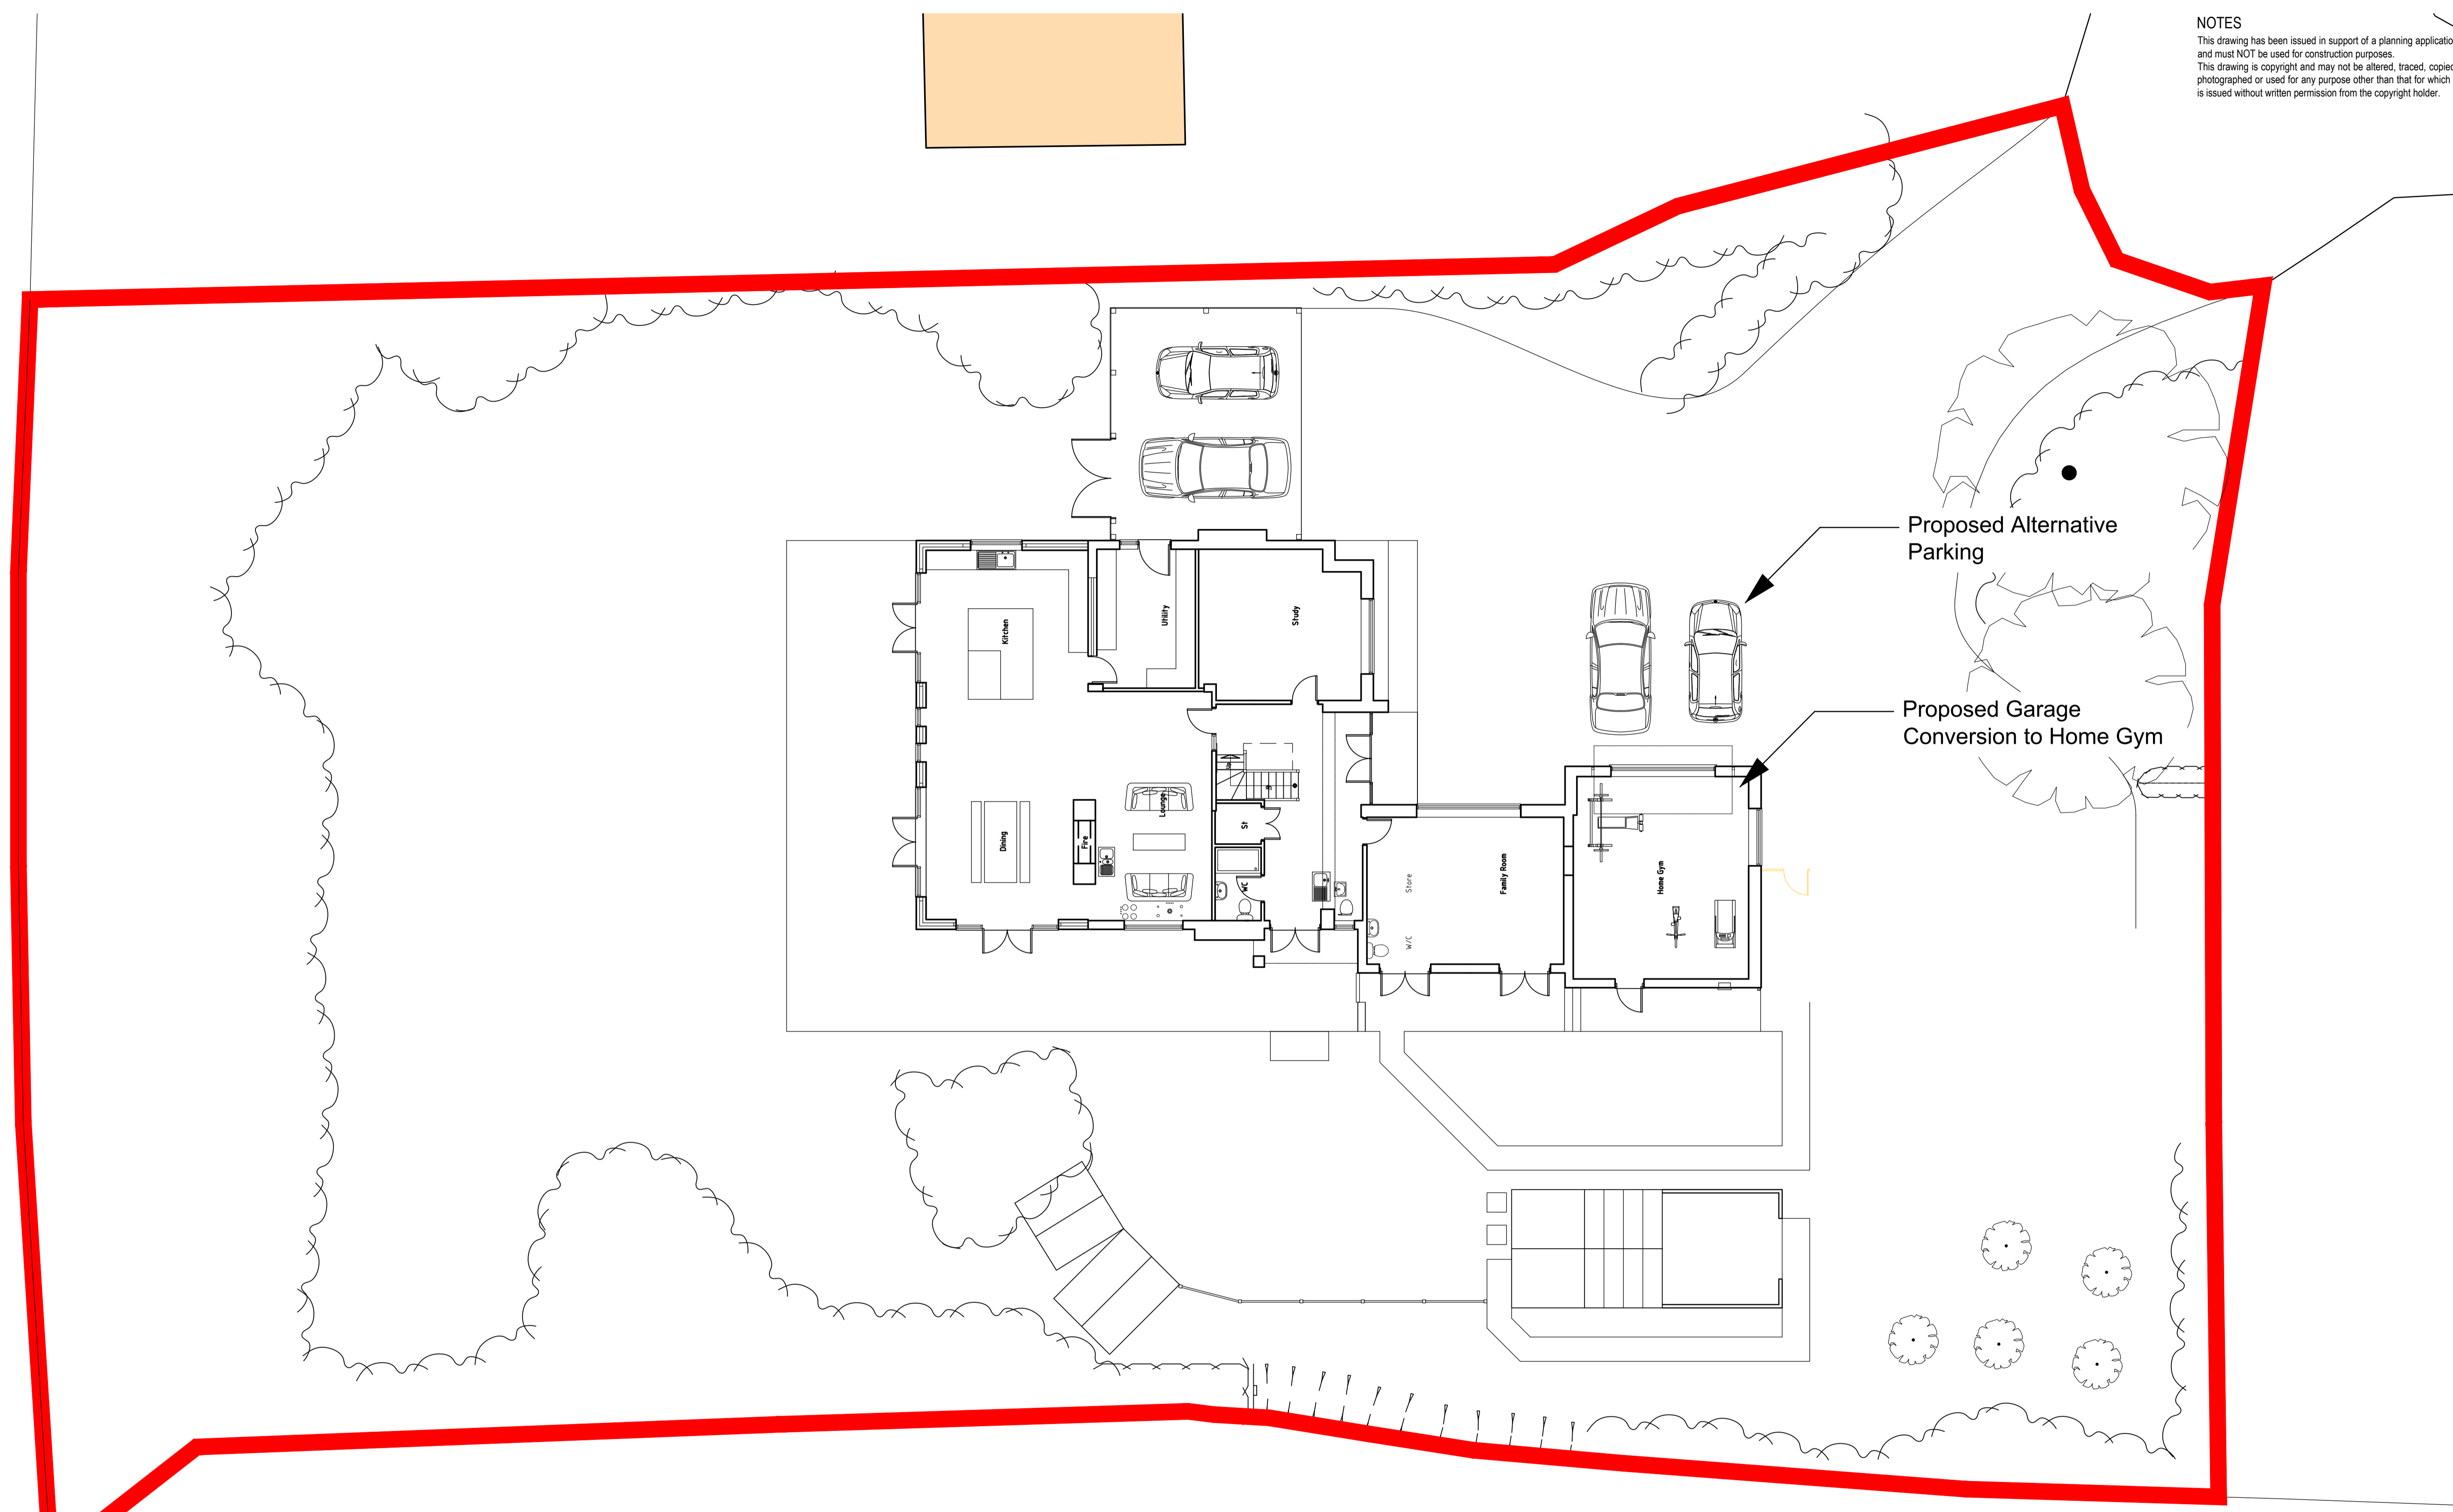 NOTES
This drawing has been issued in support of a planning applicatio
and must NOT be used for construction purposes.
This drawing is copyright and may not be altered, traced, copied
photographed or used for any purpose other than that for which
is issued without written permission from the copyright holder.
Proposed Alternative
Parking
Proposed Garage
Conversion to Home Gym
Kitchen
Utility
Study
Dining
Fire
Lounge
St
WC
Up
Store
W/C
Family Room
Home Gym